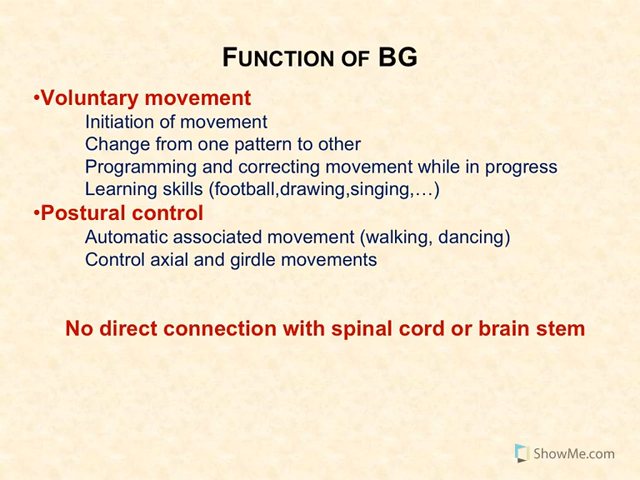 FUNCTION OF BG
•Voluntary movement
Initiation of movement
Change from one pattern to other
Programming and correcting movement while in progress
Learning skills (football,drawing,singing,…)
•Postural control
Automatic associated movement (walking, dancing)
Control axial and girdle movements
No direct connection with spinal cord or brain stem
ShowMe.com